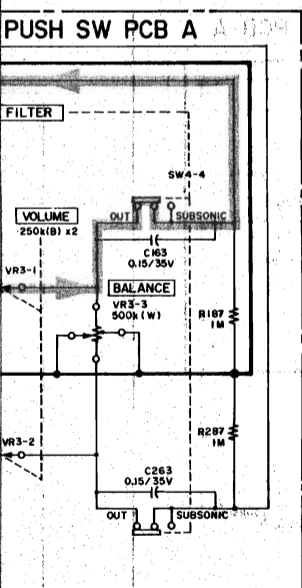 PUSH SW PCB A
FILTER
SW4-4
VOLUME
250k(B) x2
OUT
SUBSONIC
C163
0.15/35V
VR3-1
BALANCE
VR3-3
500k(W)
R187
1M
VR3-2
R287
1M
C263
0.15/35V
OUT
SUBSONIC